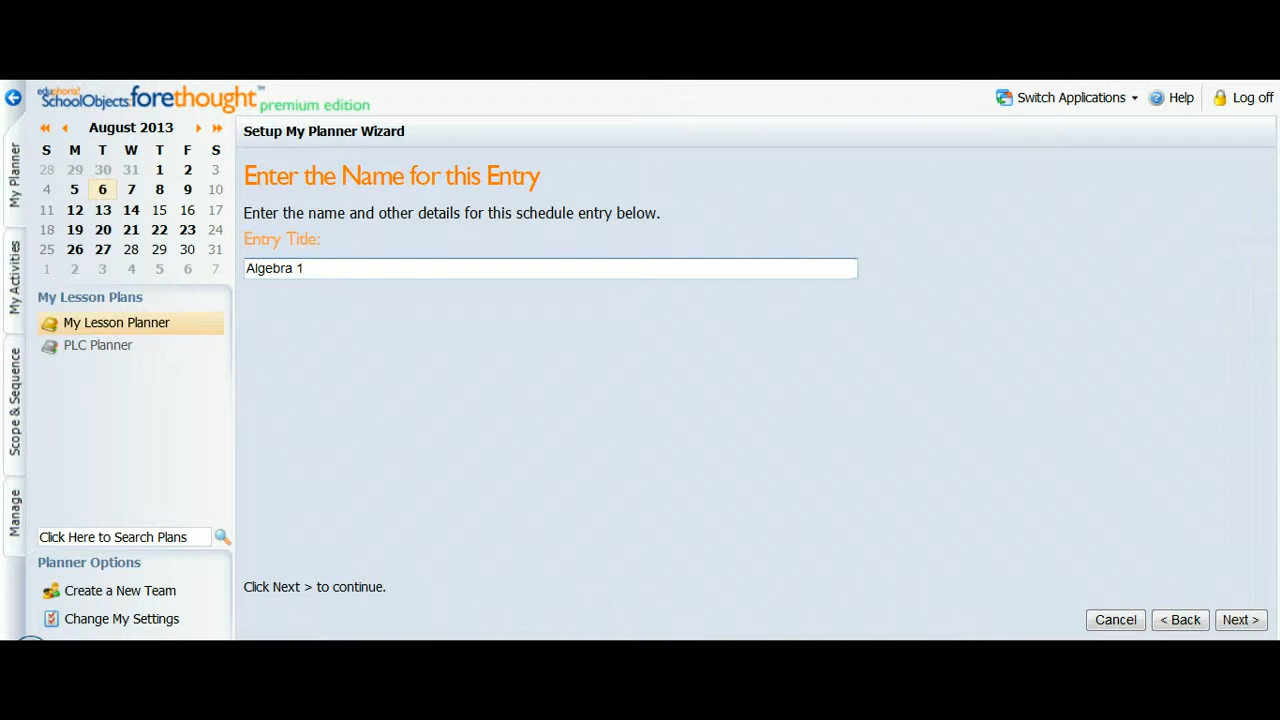 eduphoria!
SchoolObjects: forethought™ premium edition
Switch Applications
Help
Log off
August 2013
S M T W T F S
28 29 30 31 1 2 3
4 5 6 7 8 9 10
11 12 13 14 15 16 17
18 19 20 21 22 23 24
25 26 27 28 29 30 31
1 2 3 4 5 6 7
My Planner
My Activities
Scope & Sequence
Manage
My Lesson Plans
My Lesson Planner
PLC Planner
Click Here to Search Plans
Planner Options
Create a New Team
Change My Settings
Setup My Planner Wizard
Enter the Name for this Entry
Enter the name and other details for this schedule entry below.
Entry Title:
Algebra 1
Click Next > to continue.
Cancel
< Back
Next >